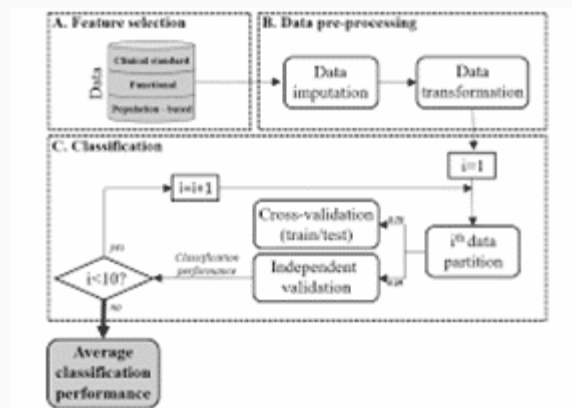 A. Feature selection
B. Data pre-processing
Data
Clinical standard
Functional
Population - based
Data
imputation
Data
transformation
C. Classification
i=1
i=i+1
Cross-validation
(train/test)
ith data
partition
yes
Classification
performance
Independent
validation
i<10?
no
Average
classification
performance